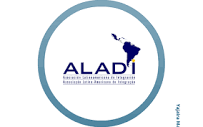 ALADI
Asociación Latinoamericana de Integración
Associação Latino-Americana de Integração